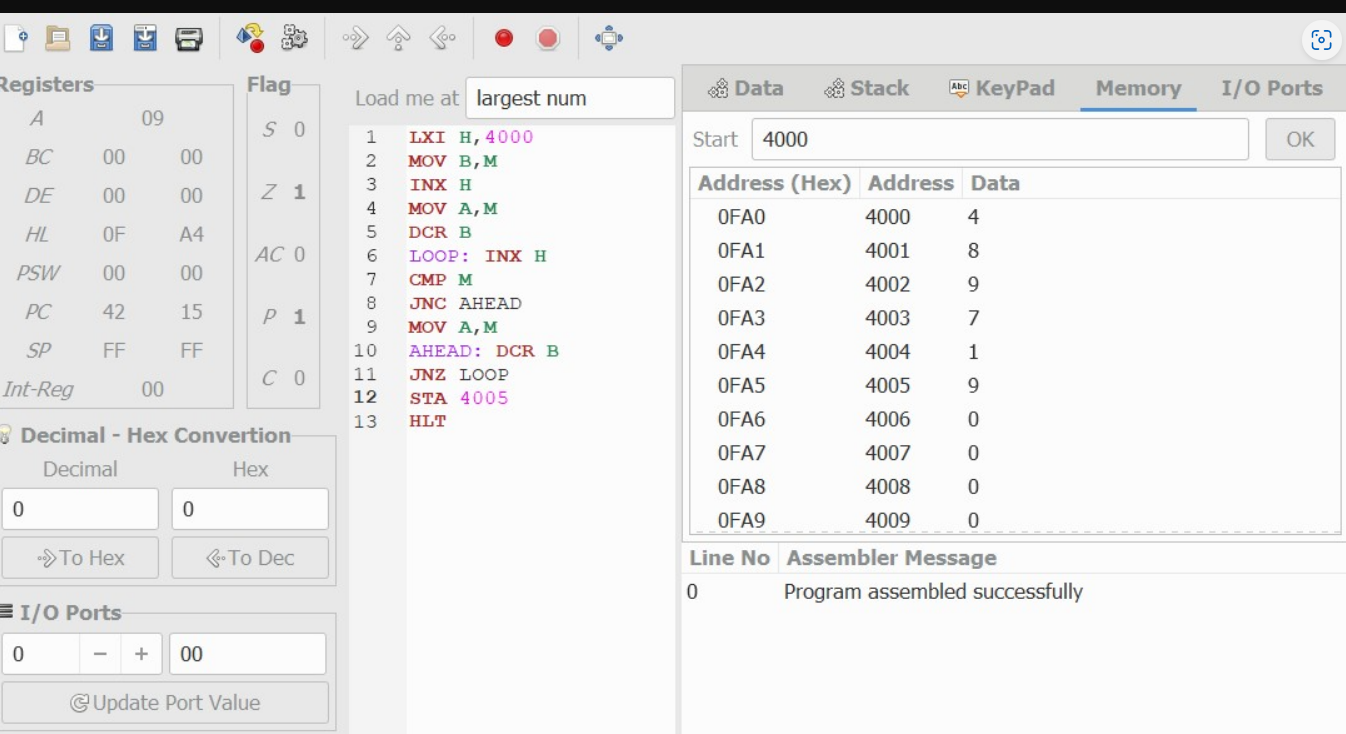 Registers
A 09
BC 00 00
DE 00 00
HL 0F A4
PSW 00 00
PC 42 15
SP FF FF
Int-Reg 00
Flag
S 0
Z 1
AC 0
P 1
C 0
Decimal - Hex Convertion
Decimal Hex
0 0
To Hex To Dec
I/O Ports
0 − + 00
Update Port Value
Load me at largest num
1 LXI H,4000
2 MOV B,M
3 INX H
4 MOV A,M
5 DCR B
6 LOOP: INX H
7 CMP M
8 JNC AHEAD
9 MOV A,M
10 AHEAD: DCR B
11 JNZ LOOP
12 STA 4005
13 HLT
Data Stack Abc KeyPad Memory I/O Ports
Start 4000 OK
Address (Hex) Address Data
0FA0 4000 4
0FA1 4001 8
0FA2 4002 9
0FA3 4003 7
0FA4 4004 1
0FA5 4005 9
0FA6 4006 0
0FA7 4007 0
0FA8 4008 0
0FA9 4009 0
Line No Assembler Message
0 Program assembled successfully